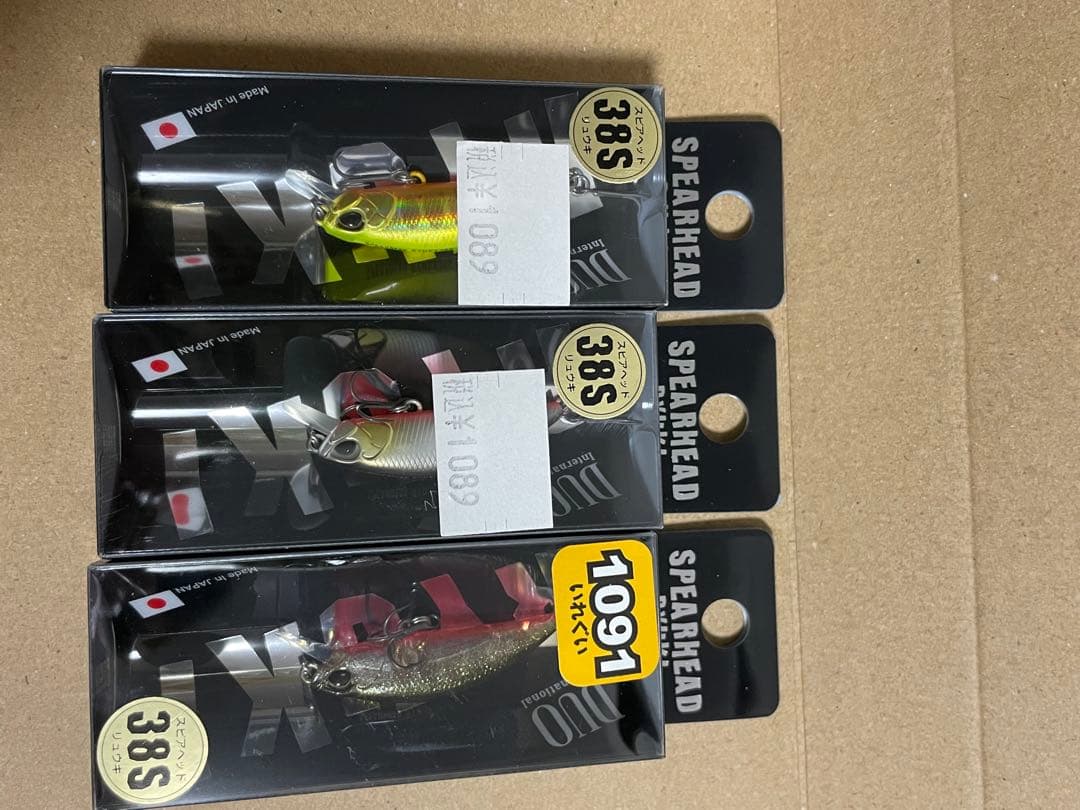 Made in JAPAN
スピアヘッド
38S
リュウキ
税込¥1089
DUO
International
SPEARHEAD
Made in JAPAN
スピアヘッド
38S
リュウキ
税込¥1089
DUO
SPEARHEAD
Made in JAPAN
スピアヘッド
38S
リュウキ
1091
いれぐい
DUO
SPEARHEAD